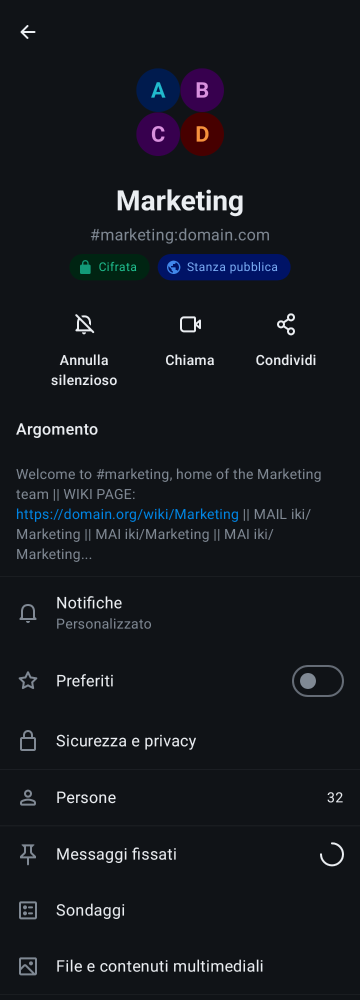 A B
C D
Marketing
#marketing:domain.com
Cifrata Stanza pubblica
Annulla silenzioso Chiama Condividi
Argomento
Welcome to #marketing, home of the Marketing
team || WIKI PAGE:
https://domain.org/wiki/Marketing || MAIL iki/
Marketing || MAI iki/Marketing || MAI iki/
Marketing...
Notifiche
Personalizzato
Preferiti
Sicurezza e privacy
Persone 32
Messaggi fissati
Sondaggi
File e contenuti multimediali